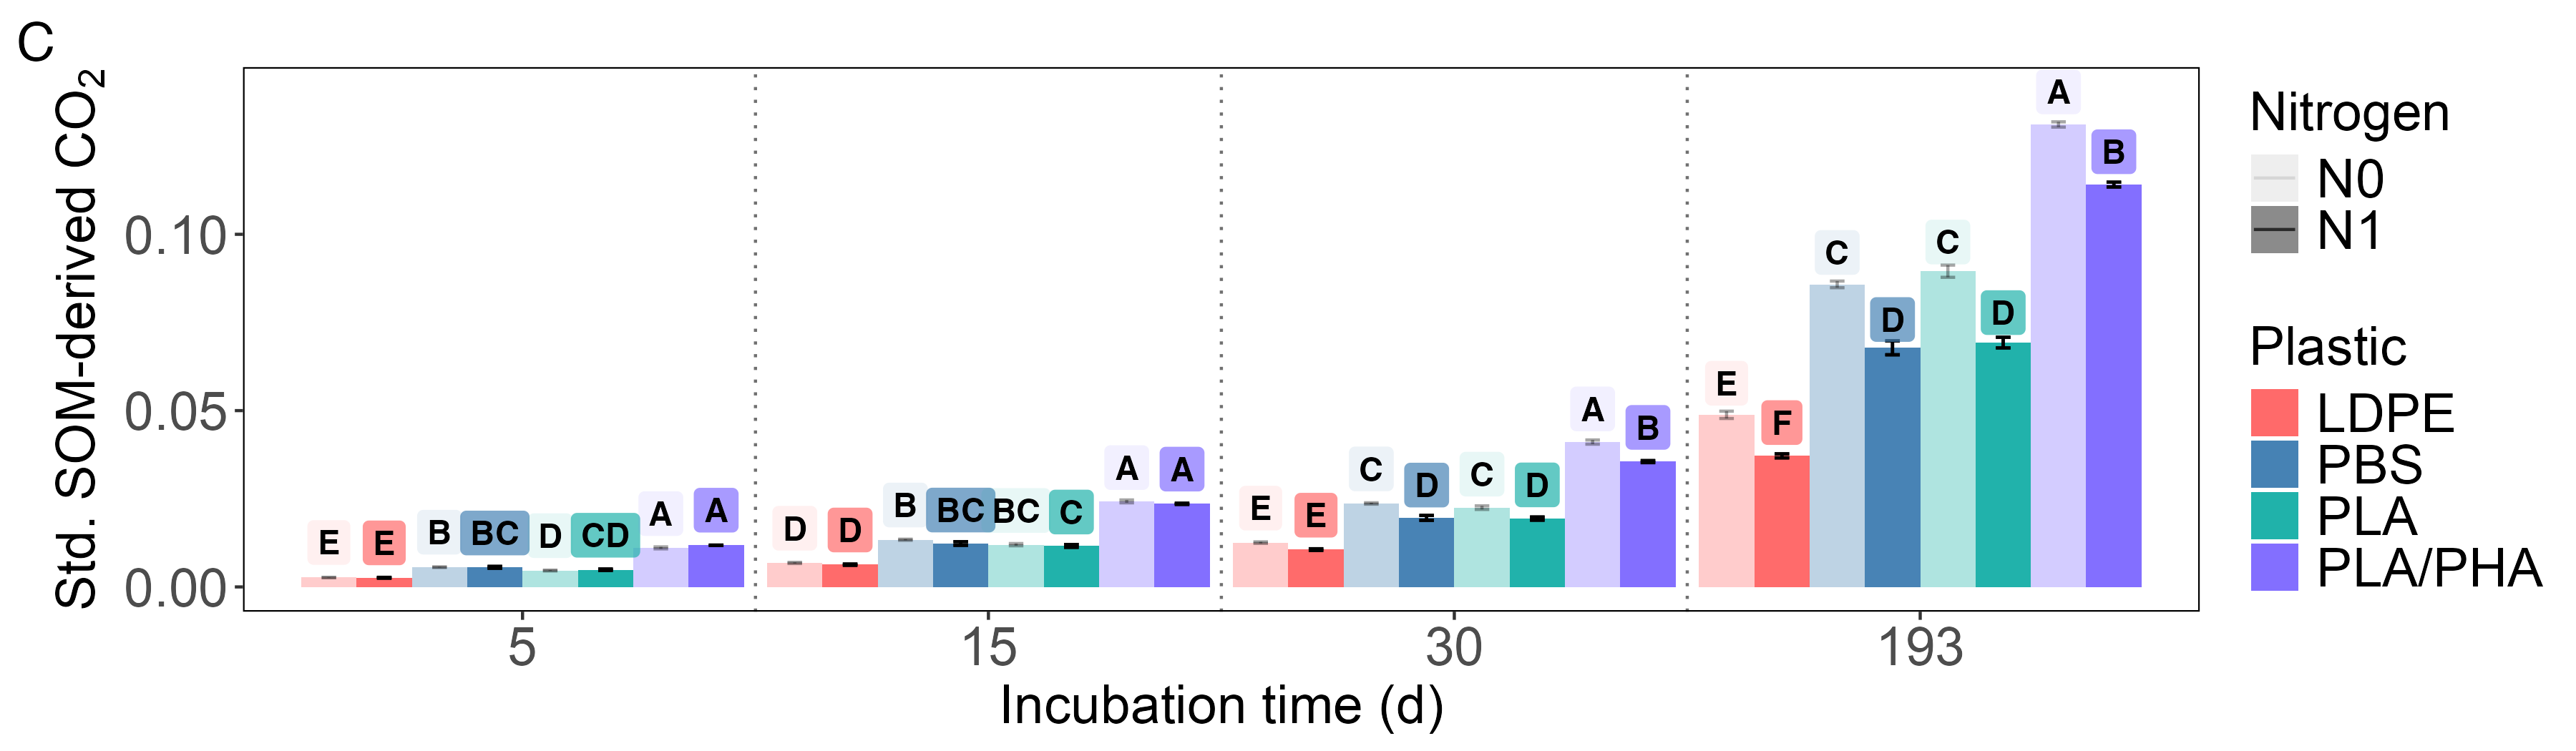 C
Std. SOM-derived CO₂
0.10
0.05
0.00
E E B BC D CD A A
D D B BC BC C A A
E E C D C D A B
E F C D C D A B
5 15 30 193
Incubation time (d)
Nitrogen
N0
N1
Plastic
LDPE
PBS
PLA
PLA/PHA